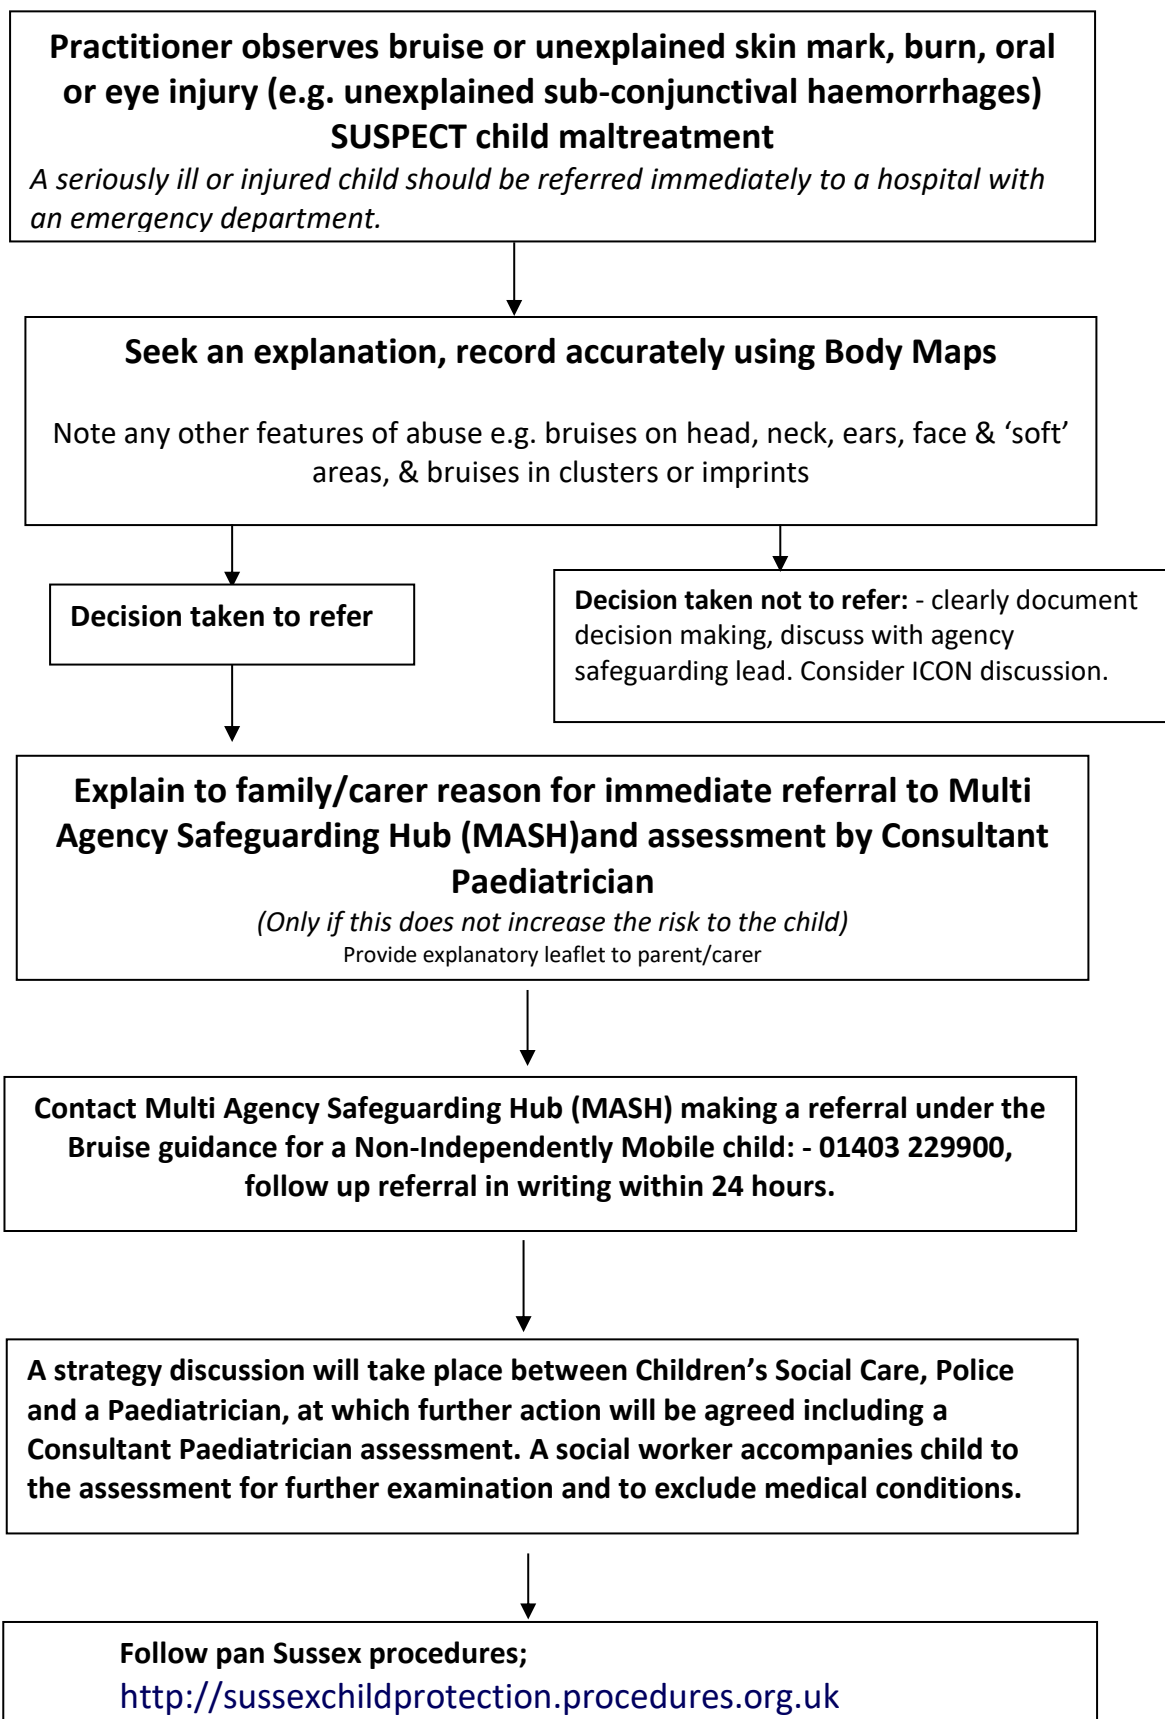 Practitioner observes bruise or unexplained skin mark, burn, oral
or eye injury (e.g. unexplained sub-conjunctival haemorrhages)
SUSPECT child maltreatment
A seriously ill or injured child should be referred immediately to a hospital with
an emergency department.
Seek an explanation, record accurately using Body Maps
Note any other features of abuse e.g. bruises on head, neck, ears, face & ‘soft’
areas, & bruises in clusters or imprints
Decision taken to refer
Decision taken not to refer: - clearly document
decision making, discuss with agency
safeguarding lead. Consider ICON discussion.
Explain to family/carer reason for immediate referral to Multi
Agency Safeguarding Hub (MASH)and assessment by Consultant
Paediatrician
(Only if this does not increase the risk to the child)
Provide explanatory leaflet to parent/carer
Contact Multi Agency Safeguarding Hub (MASH) making a referral under the
Bruise guidance for a Non-Independently Mobile child: - 01403 229900,
follow up referral in writing within 24 hours.
A strategy discussion will take place between Children’s Social Care, Police
and a Paediatrician, at which further action will be agreed including a
Consultant Paediatrician assessment. A social worker accompanies child to
the assessment for further examination and to exclude medical conditions.
Follow pan Sussex procedures;
http://sussexchildprotection.procedures.org.uk